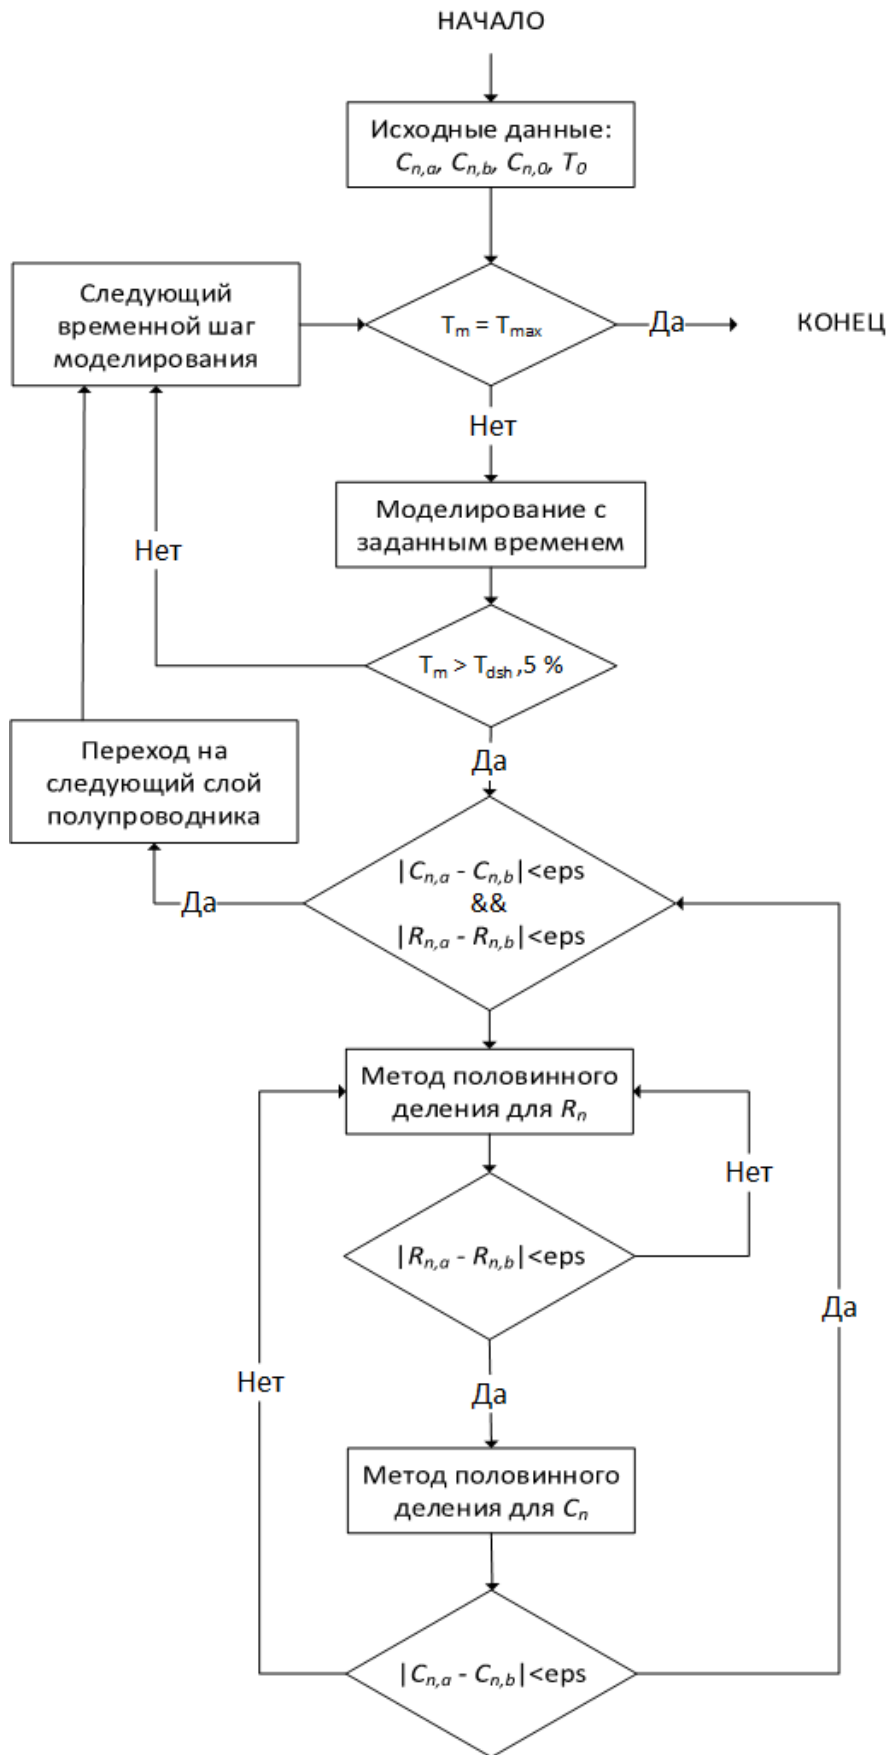 НАЧАЛО
Исходные данные:
Cn,a, Cn,b, Cn,0, T0
Следующий
временной шаг
моделирования
Tm = Tmax
Да
КОНЕЦ
Нет
Моделирование с
заданным временем
Нет
Tm > Tdsh ,5 %
Да
Переход на
следующий слой
полупроводника
|Cn,a - Cn,b|<eps
&&
|Rn,a - Rn,b|<eps
Да
Метод половинного
деления для Rn
Нет
|Rn,a - Rn,b|<eps
Да
Нет
Да
Метод половинного
деления для Cn
|Cn,a - Cn,b|<eps